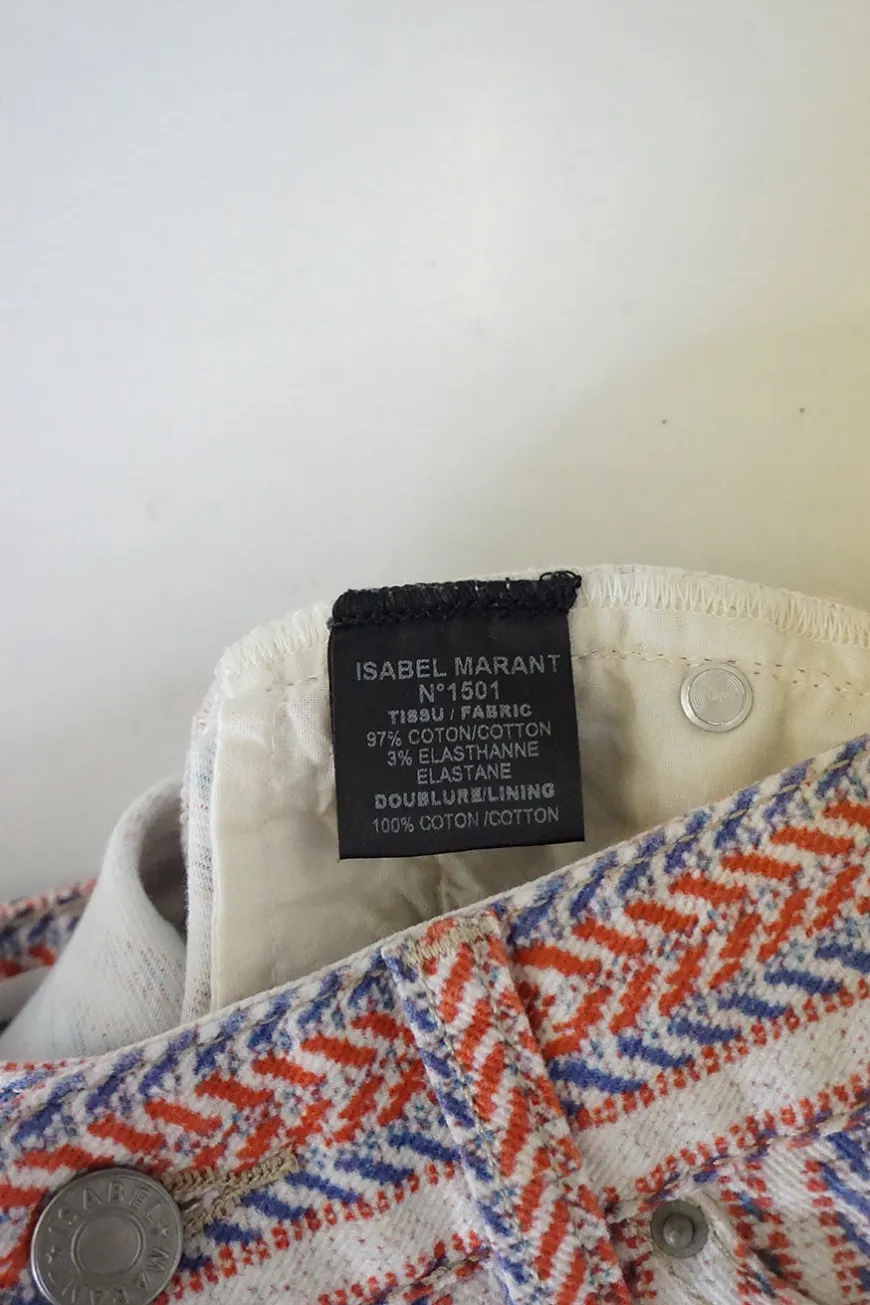 ISABEL MARANT
N°1501
TISSU / FABRIC
97% COTON/COTTON
3% ELASTHANNE
ELASTANE
DOUBLURE/LINING
100% COTON /COTTON
ISABEL MARANT